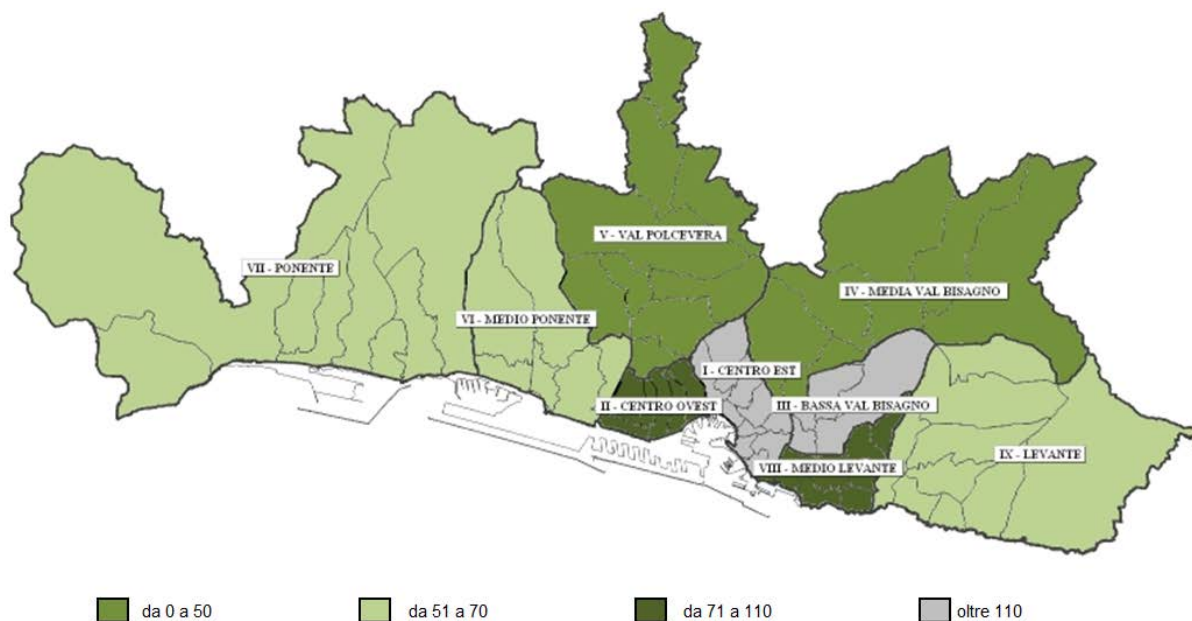 V - VAL POLCEVERA
VII - PONENTE
IV - MEDIA VAL BISAGNO
VI - MEDIO PONENTE
I - CENTRO EST
II - CENTRO OVEST
III - BASSA VAL BISAGNO
IX - LEVANTE
VIII - MEDIO LEVANTE
da 0 a 50
da 51 a 70
da 71 a 110
oltre 110